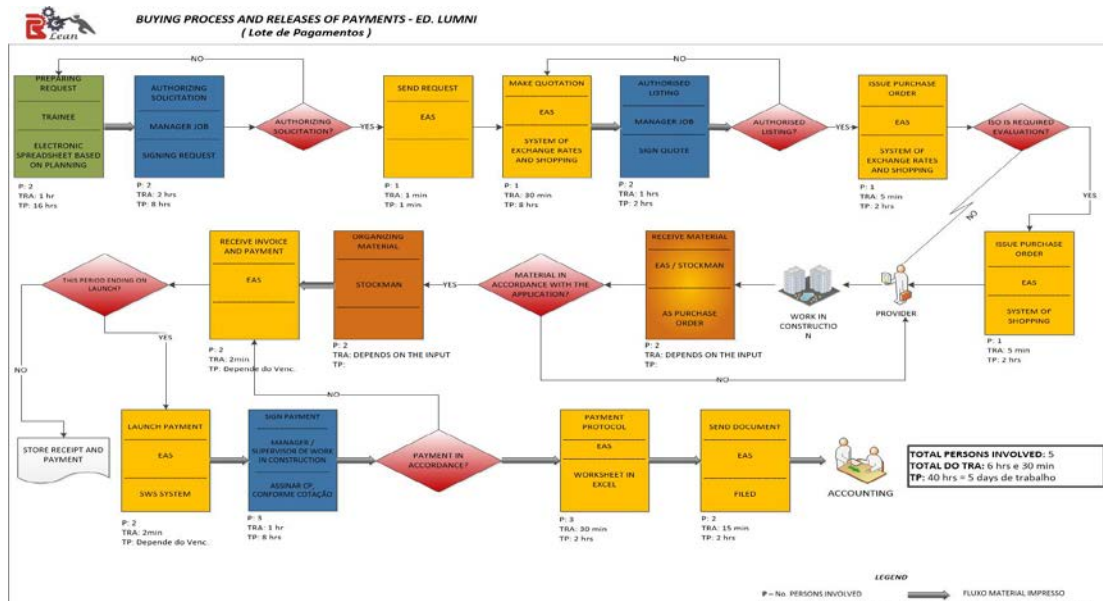 Lean
BUYING PROCESS AND RELEASES OF PAYMENTS - ED. LUMNI
( Lote de Pagamentos )
NO
NO
PREPARING
REQUEST
TRAINEE
ELECTRONIC
SPREADSHEET BASED
ON PLANNING
P: 2
TRA: 1 hr
TP: 16 hrs
AUTHORIZING
SOLICITATION
MANAGER JOB
SIGNING REQUEST
P: 2
TRA: 2 hrs
TP: 8 hrs
AUTHORIZING
SOLICITATION?
YES
SEND REQUEST
EAS
P: 1
TRA: 1 min
TP: 1 min
MAKE QUOTATION
EAS
SYSTEM OF
EXCHANGE RATES
AND SHOPPING
P: 1
TRA: 30 min
TP: 8 hrs
AUTHORISED
LISTING
MANAGER JOB
SIGN QUOTE
P: 2
TRA: 1 hrs
TP: 2 hrs
AUTHORISED
LISTING?
YES
ISSUE PURCHASE
ORDER
EAS
SYSTEM OF
EXCHANGE RATES
AND SHOPPING
P: 1
TRA: 5 min
TP: 2 hrs
ISO IS REQUIRED
EVALUATION?
YES
NO
ISSUE PURCHASE
ORDER
EAS
SYSTEM OF
SHOPPING
P: 1
TRA: 5 min
TP: 2 hrs
PROVIDER
WORK IN
CONSTRUCTIO
N
RECEIVE MATERIAL
EAS / STOCKMAN
AS PURCHASE
ORDER
P: 2
TRA: DEPENDS ON THE INPUT
TP:
MATERIAL IN
ACCORDANCE WITH THE
APPLICATION?
NO
YES
ORGANIZING
MATERIAL
STOCKMAN
P: 2
TRA: DEPENDS ON THE INPUT
TP:
RECEIVE INVOICE
AND PAYMENT
EAS
P: 2
TRA: 2min
TP: Depende do Venc.
THIS PERIOD ENDING ON
LAUNCH?
YES
NO
STORE RECEIPT AND
PAYMENT
LAUNCH PAYMENT
EAS
SWS SYSTEM
P: 2
TRA: 2min
TP: Depende do Venc.
SIGN PAYMENT
MANAGER /
SUPERVISOR DE WORK
IN CONSTRUCTION
ASSINAR CP,
CONFORME COTAÇÃO
P: 3
TRA: 1 hr
TP: 8 hrs
NO
PAYMENT IN
ACCORDANCE?
PAYMENT
PROTOCOL
EAS
WORKSHEET IN
EXCEL
P: 3
TRA: 30 min
TP: 2 hrs
SEND DOCUMENT
EAS
FILED
P: 2
TRA: 15 min
TP: 2 hrs
ACCOUNTING
TOTAL PERSONS INVOLVED: 5
TOTAL DO TRA: 6 hrs e 30 min
TP: 40 hrs = 5 days de trabalho
LEGEND
P – No. PERSONS INVOLVED
FLUXO MATERIAL IMPRESSO